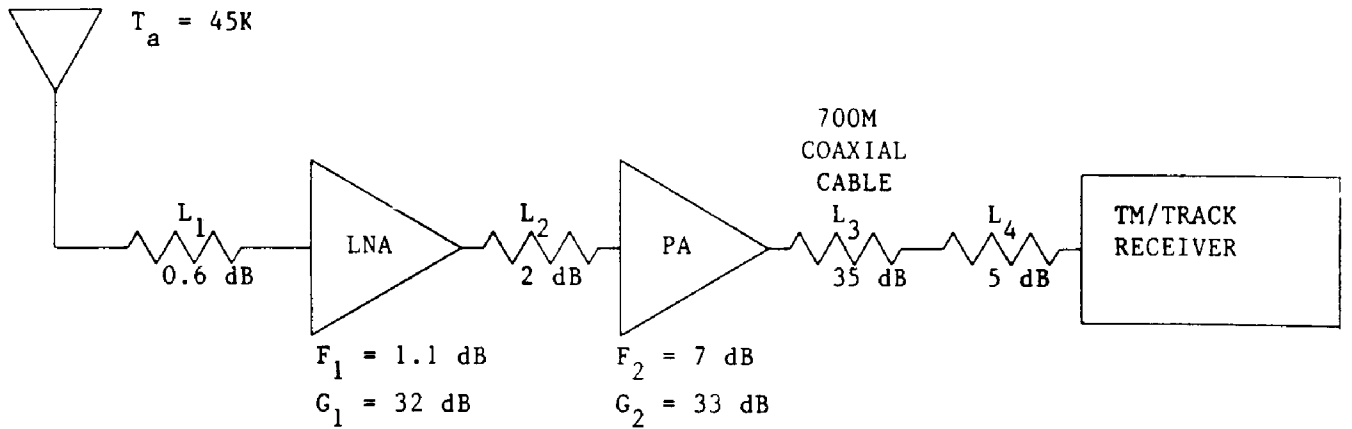 T_a = 45K
700M
COAXIAL
CABLE
L_1
0.6 dB
LNA
L_2
2 dB
PA
L_3
35 dB
L_4
5 dB
TM/TRACK
RECEIVER
F_1 = 1.1 dB
G_1 = 32 dB
F_2 = 7 dB
G_2 = 33 dB